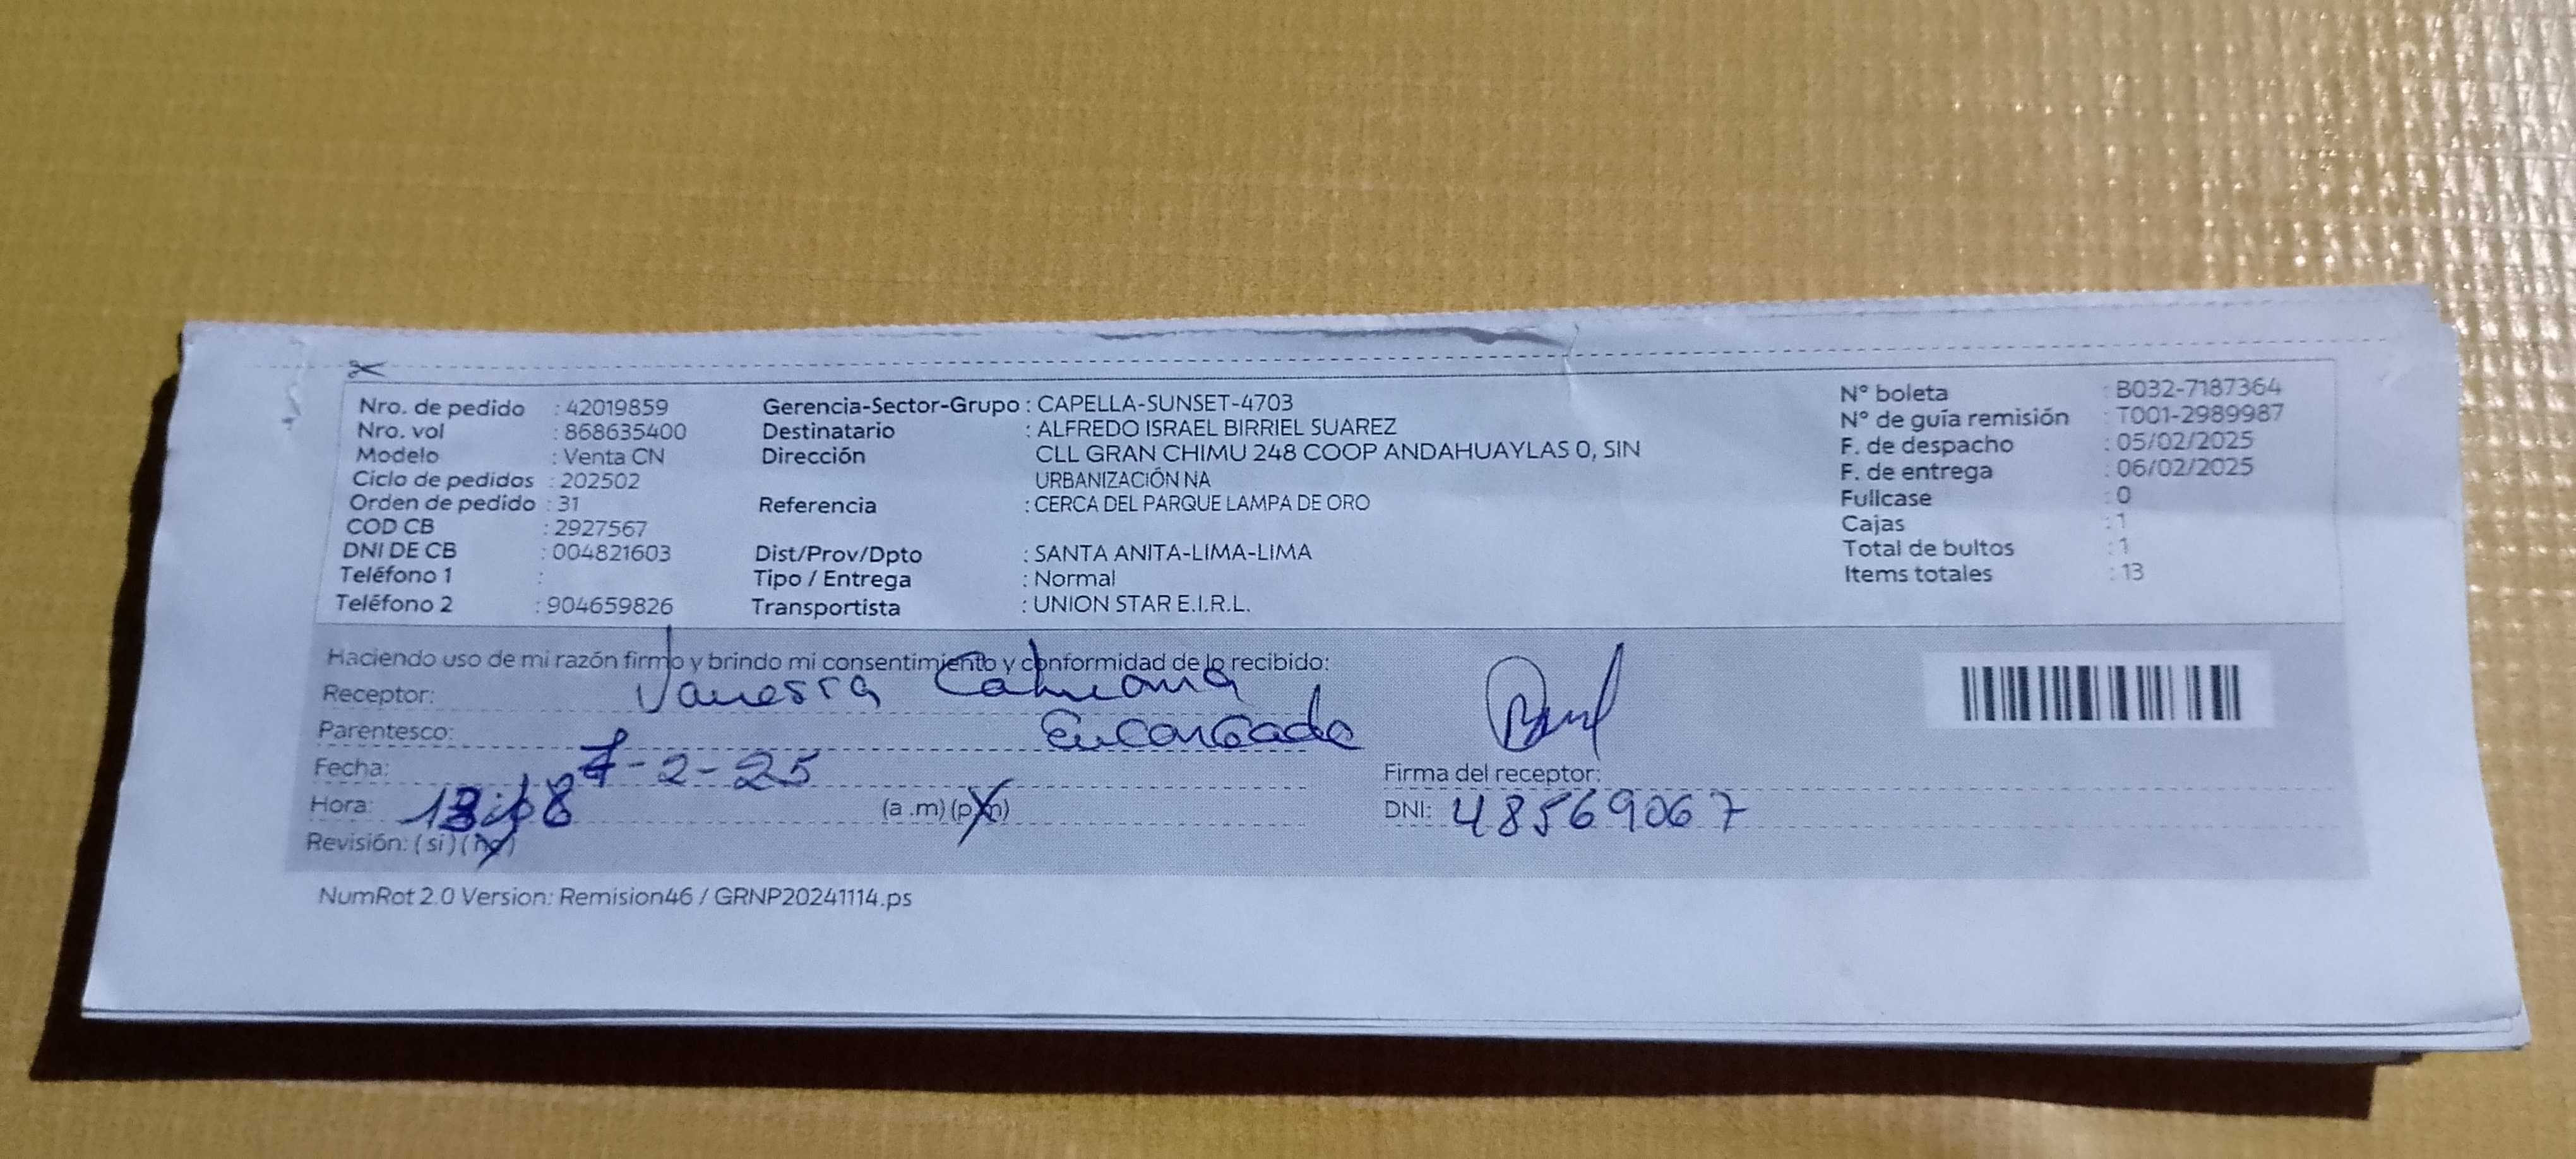 Nro. de pedido : 42019859
Nro. vol : 868635400
Modelo : Venta CN
Ciclo de pedidos : 202502
Orden de pedido : 31
COD CB : 2927567
DNI DE CB : 004821603
Teléfono 1 :
Teléfono 2 : 904659826
Gerencia-Sector-Grupo : CAPELLA-SUNSET-4703
Destinatario : ALFREDO ISRAEL BIRRIEL SUAREZ
Dirección CLL GRAN CHIMU 248 COOP ANDAHUAYLAS 0, SIN
URBANIZACIÓN NA
Referencia : CERCA DEL PARQUE LAMPA DE ORO
Dist/Prov/Dpto : SANTA ANITA-LIMA-LIMA
Tipo / Entrega : Normal
Transportista : UNION STAR E.I.R.L.
N° boleta : B032-7187364
N° de guía remisión : T001-2989987
F. de despacho : 05/02/2025
F. de entrega : 06/02/2025
Fullcase : 0
Cajas : 1
Total de bultos : 1
Items totales : 13
Haciendo uso de mi razón firmo y brindo mi consentimiento y conformidad de lo recibido:
Receptor: Vanessa Cahuana
Parentesco: Encargada
Fecha: 7-2-25
Firma del receptor:
Hora: (a .m) (p.m)
DNI: 48569067
Revisión: ( si ) ( no )
NumRot 2.0 Version: Remision46 / GRNP20241114.ps